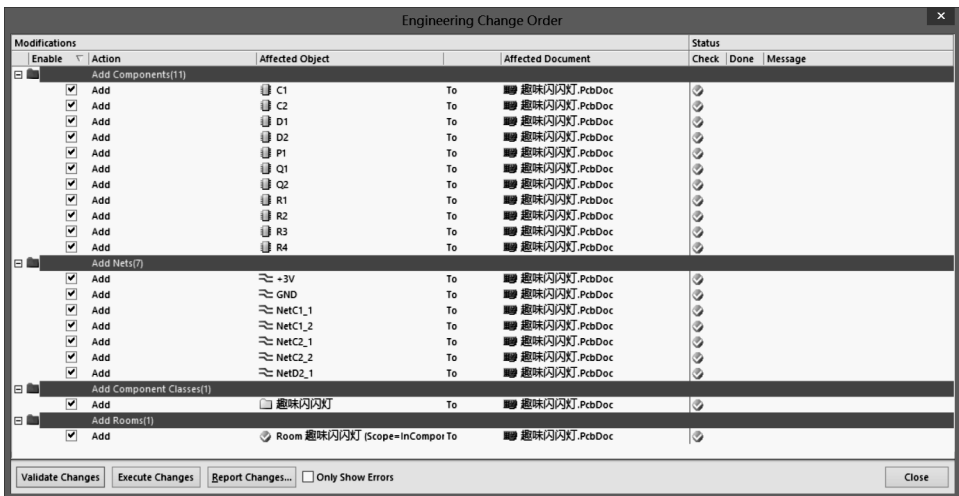 Engineering Change Order
Modifications Status
Enable Action Affected Object Affected Document Check Done Message
Add Components(11)
Add C1 To 趣味闪闪灯.PcbDoc
Add C2 To 趣味闪闪灯.PcbDoc
Add D1 To 趣味闪闪灯.PcbDoc
Add D2 To 趣味闪闪灯.PcbDoc
Add P1 To 趣味闪闪灯.PcbDoc
Add Q1 To 趣味闪闪灯.PcbDoc
Add Q2 To 趣味闪闪灯.PcbDoc
Add R1 To 趣味闪闪灯.PcbDoc
Add R2 To 趣味闪闪灯.PcbDoc
Add R3 To 趣味闪闪灯.PcbDoc
Add R4 To 趣味闪闪灯.PcbDoc
Add Nets(7)
Add +3V To 趣味闪闪灯.PcbDoc
Add GND To 趣味闪闪灯.PcbDoc
Add NetC1_1 To 趣味闪闪灯.PcbDoc
Add NetC1_2 To 趣味闪闪灯.PcbDoc
Add NetC2_1 To 趣味闪闪灯.PcbDoc
Add NetC2_2 To 趣味闪闪灯.PcbDoc
Add NetD2_1 To 趣味闪闪灯.PcbDoc
Add Component Classes(1)
Add 趣味闪闪灯 To 趣味闪闪灯.PcbDoc
Add Rooms(1)
Add Room 趣味闪闪灯 (Scope=InCompor To 趣味闪闪灯.PcbDoc
Validate Changes Execute Changes Report Changes... Only Show Errors Close